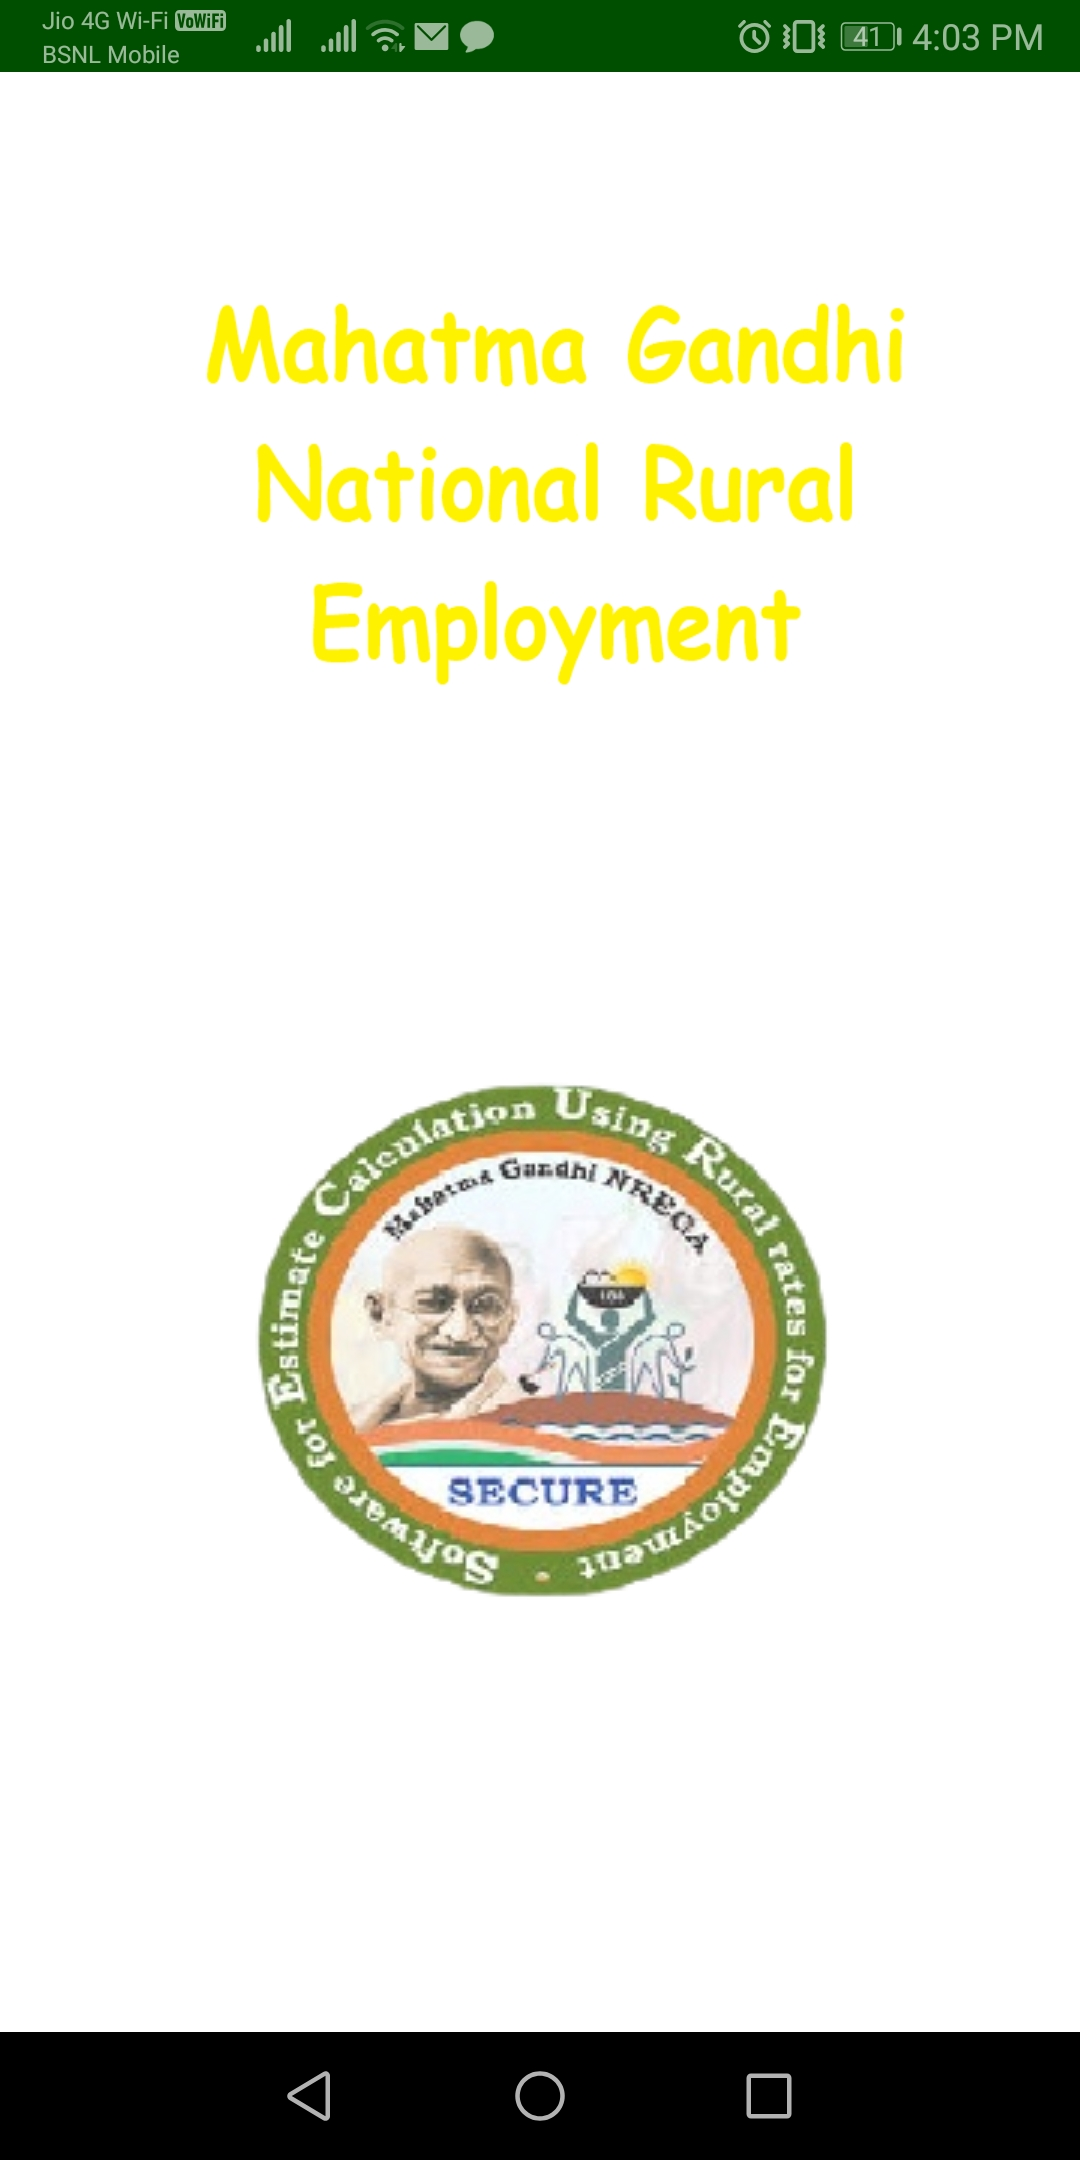 Jio 4G Wi-Fi VoWiFi
BSNL Mobile
41 4:03 PM
Mahatma Gandhi
National Rural
Employment
Software for Estimate Calculation Using Rural rates for Employment
Mahatma Gandhi NREGA
SECURE